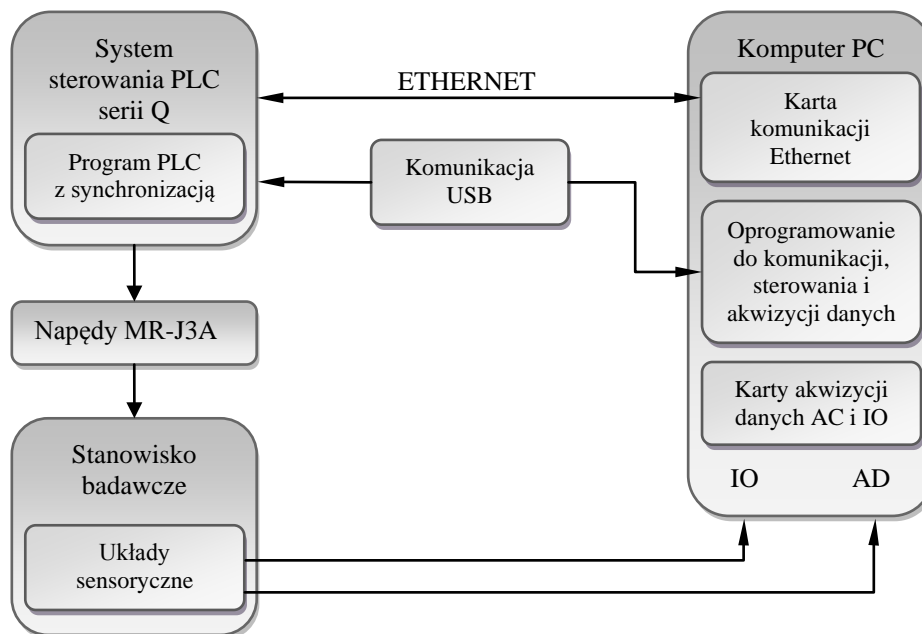 System
sterowania PLC
serii Q
Program PLC
z synchronizacją
ETHERNET
Komunikacja
USB
Komputer PC
Karta
komunikacji
Ethernet
Oprogramowanie
do komunikacji,
sterowania i
akwizycji danych
Karty akwizycji
danych AC i IO
IO AD
Napędy MR-J3A
Stanowisko
badawcze
Układy
sensoryczne